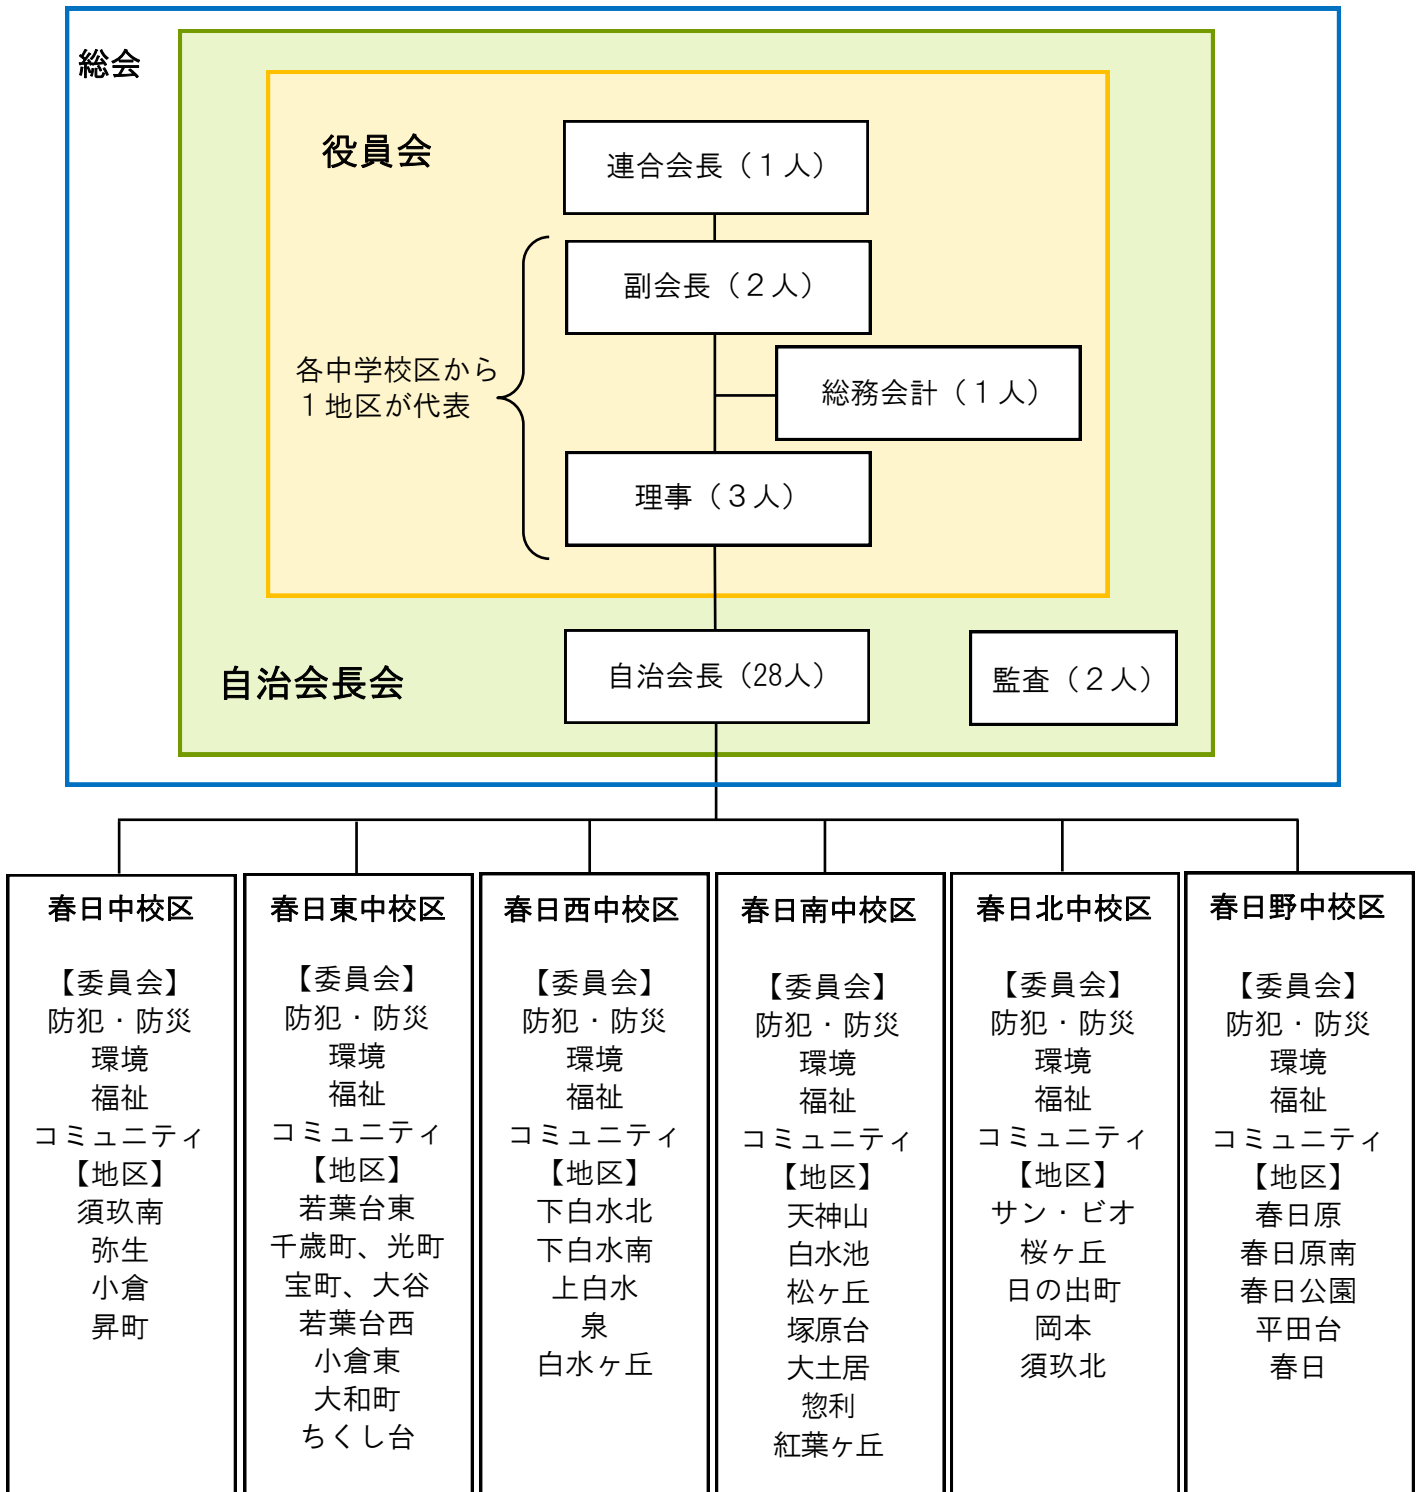 総会
役員会
連合会長（１人）
副会長（２人）
各中学校区から
１地区が代表
総務会計（１人）
理事（３人）
自治会長会
自治会長（28人）
監査（２人）
春日中校区
【委員会】
防犯・防災
環境
福祉
コミュニティ
【地区】
須玖南
弥生
小倉
昇町
春日東中校区
【委員会】
防犯・防災
環境
福祉
コミュニティ
【地区】
若葉台東
千歳町、光町
宝町、大谷
若葉台西
小倉東
大和町
ちくし台
春日西中校区
【委員会】
防犯・防災
環境
福祉
コミュニティ
【地区】
下白水北
下白水南
上白水
泉
白水ヶ丘
春日南中校区
【委員会】
防犯・防災
環境
福祉
コミュニティ
【地区】
天神山
白水池
松ヶ丘
塚原台
大土居
惣利
紅葉ヶ丘
春日北中校区
【委員会】
防犯・防災
環境
福祉
コミュニティ
【地区】
サン・ビオ
桜ヶ丘
日の出町
岡本
須玖北
春日野中校区
【委員会】
防犯・防災
環境
福祉
コミュニティ
【地区】
春日原
春日原南
春日公園
平田台
春日